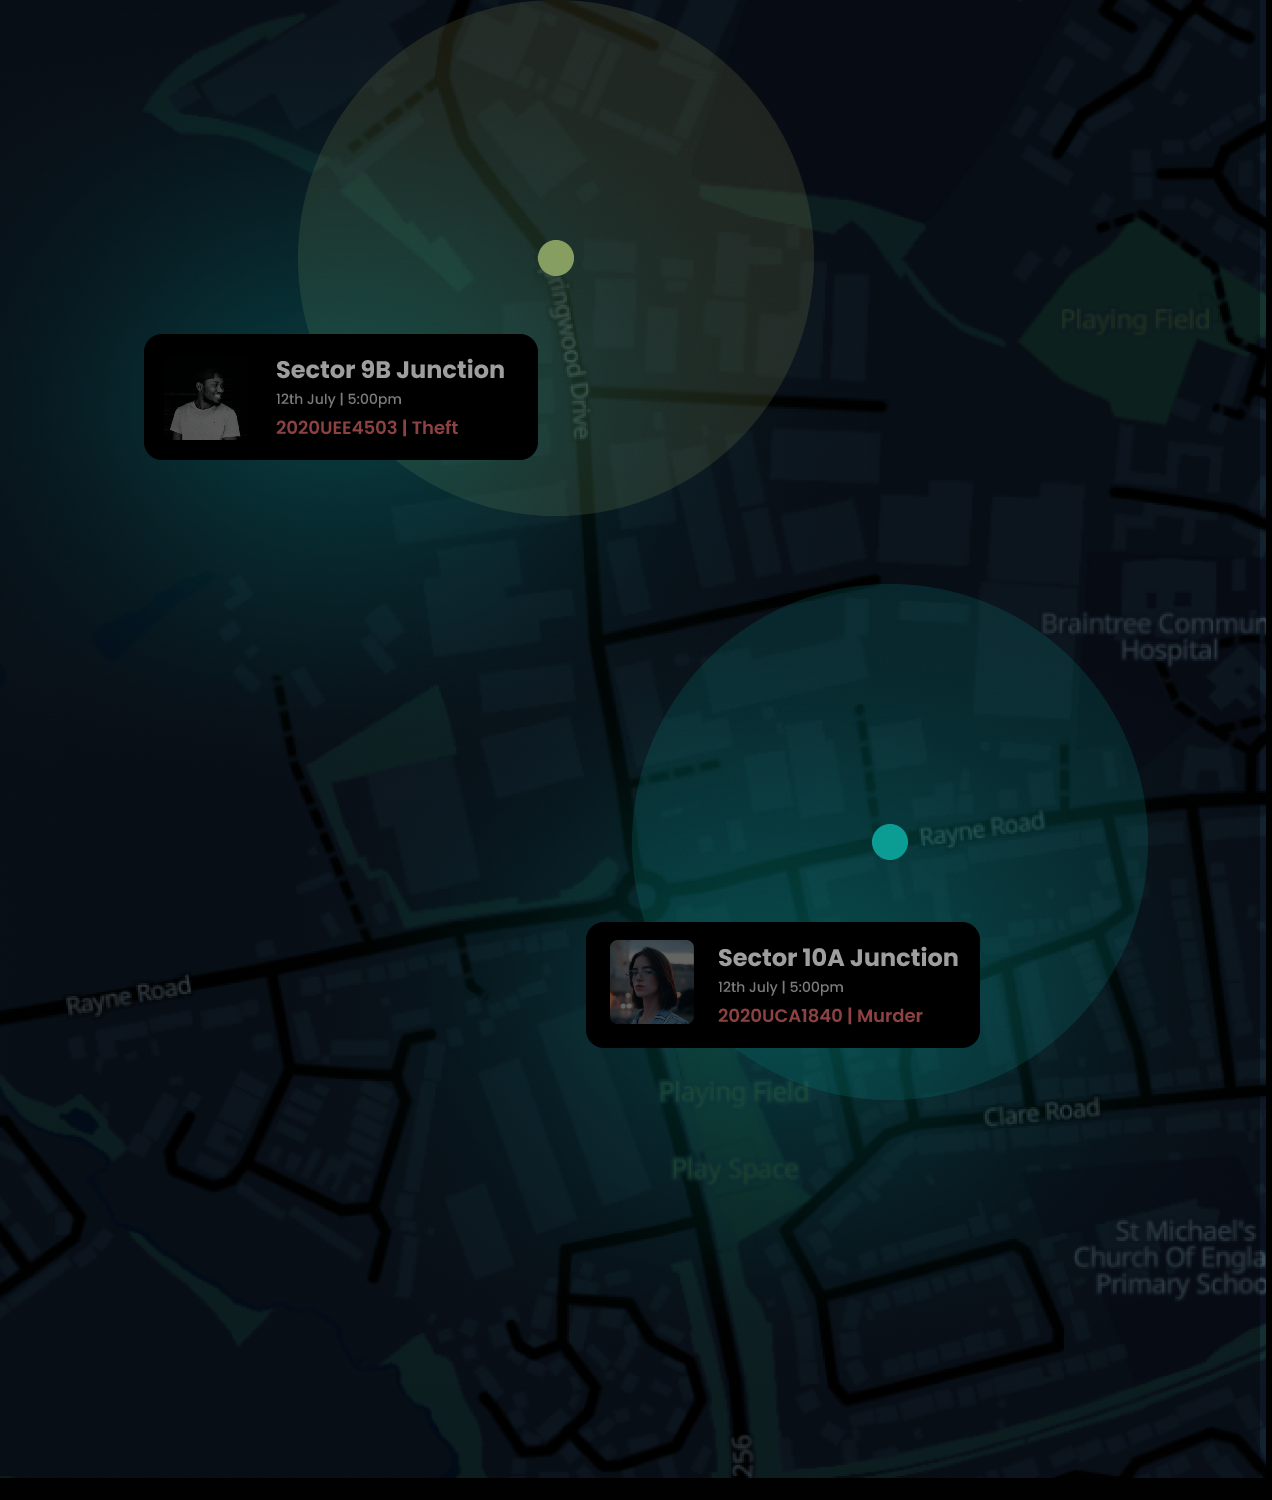 Playing Field
ringwood Drive
Sector 9B Junction
12th July | 5:00pm
2020UEE4503 | Theft
Braintree Commun
Hospital
Rayne Road
Sector 10A Junction
12th July | 5:00pm
2020UCA1840 | Murder
Rayne Road
Playing Field
Clare Road
Play Space
St Michael's
Church Of Engla
Primary Schoo
256